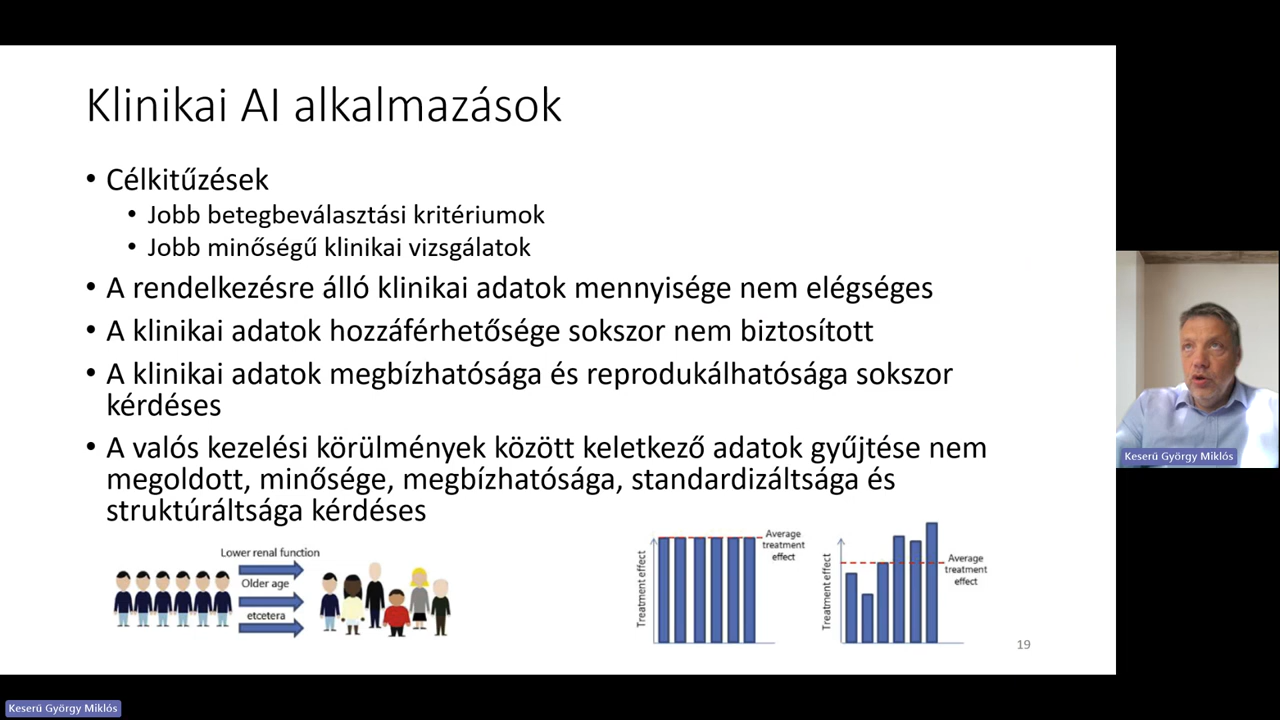 Klinikai AI alkalmazások
• Célkitűzések
• Jobb betegbeválasztási kritériumok
• Jobb minőségű klinikai vizsgálatok
• A rendelkezésre álló klinikai adatok mennyisége nem elégséges
• A klinikai adatok hozzáférhetősége sokszor nem biztosított
• A klinikai adatok megbízhatósága és reprodukálhatósága sokszor
kérdéses
• A valós kezelési körülmények között keletkező adatok gyűjtése nem
megoldott, minősége, megbízhatósága, standardizáltsága és
struktúráltsága kérdéses
Lower renal function
Older age
etcetera
Treatment effect
Average
treatment
effect
Treatment effect
Average
treatment
effect
19
Keserű György Miklós
Keserű György Miklós